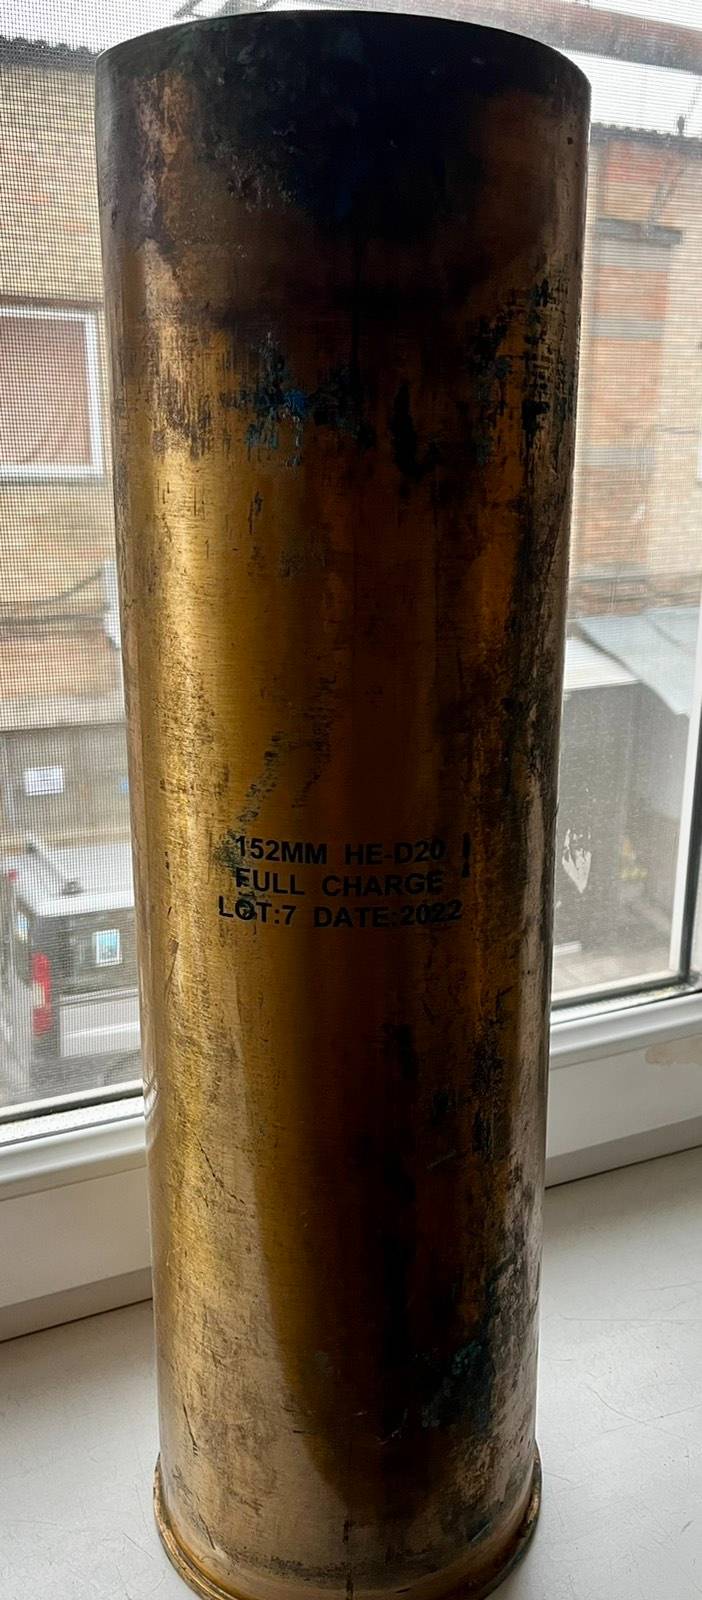 152MM HE-D20
FULL CHARGE
LOT:7 DATE:2022